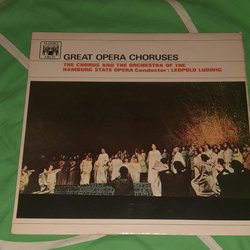 GREAT OPERA CHORUSES
THE CHORUS AND THE ORCHESTRA OF THE
HAMBURG STATE OPERA Conductor: LEOPOLD LUDWIG